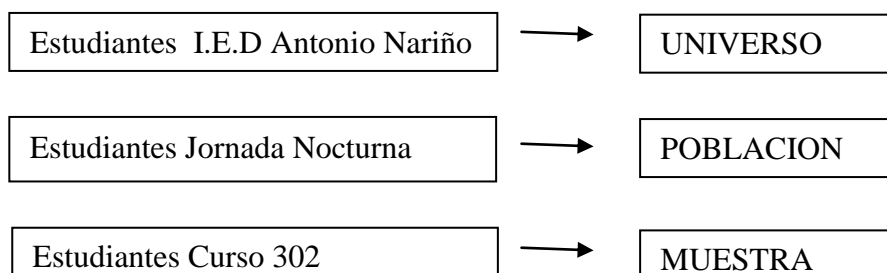 Estudiantes I.E.D Antonio Nariño UNIVERSO
Estudiantes Jornada Nocturna POBLACION
Estudiantes Curso 302 MUESTRA